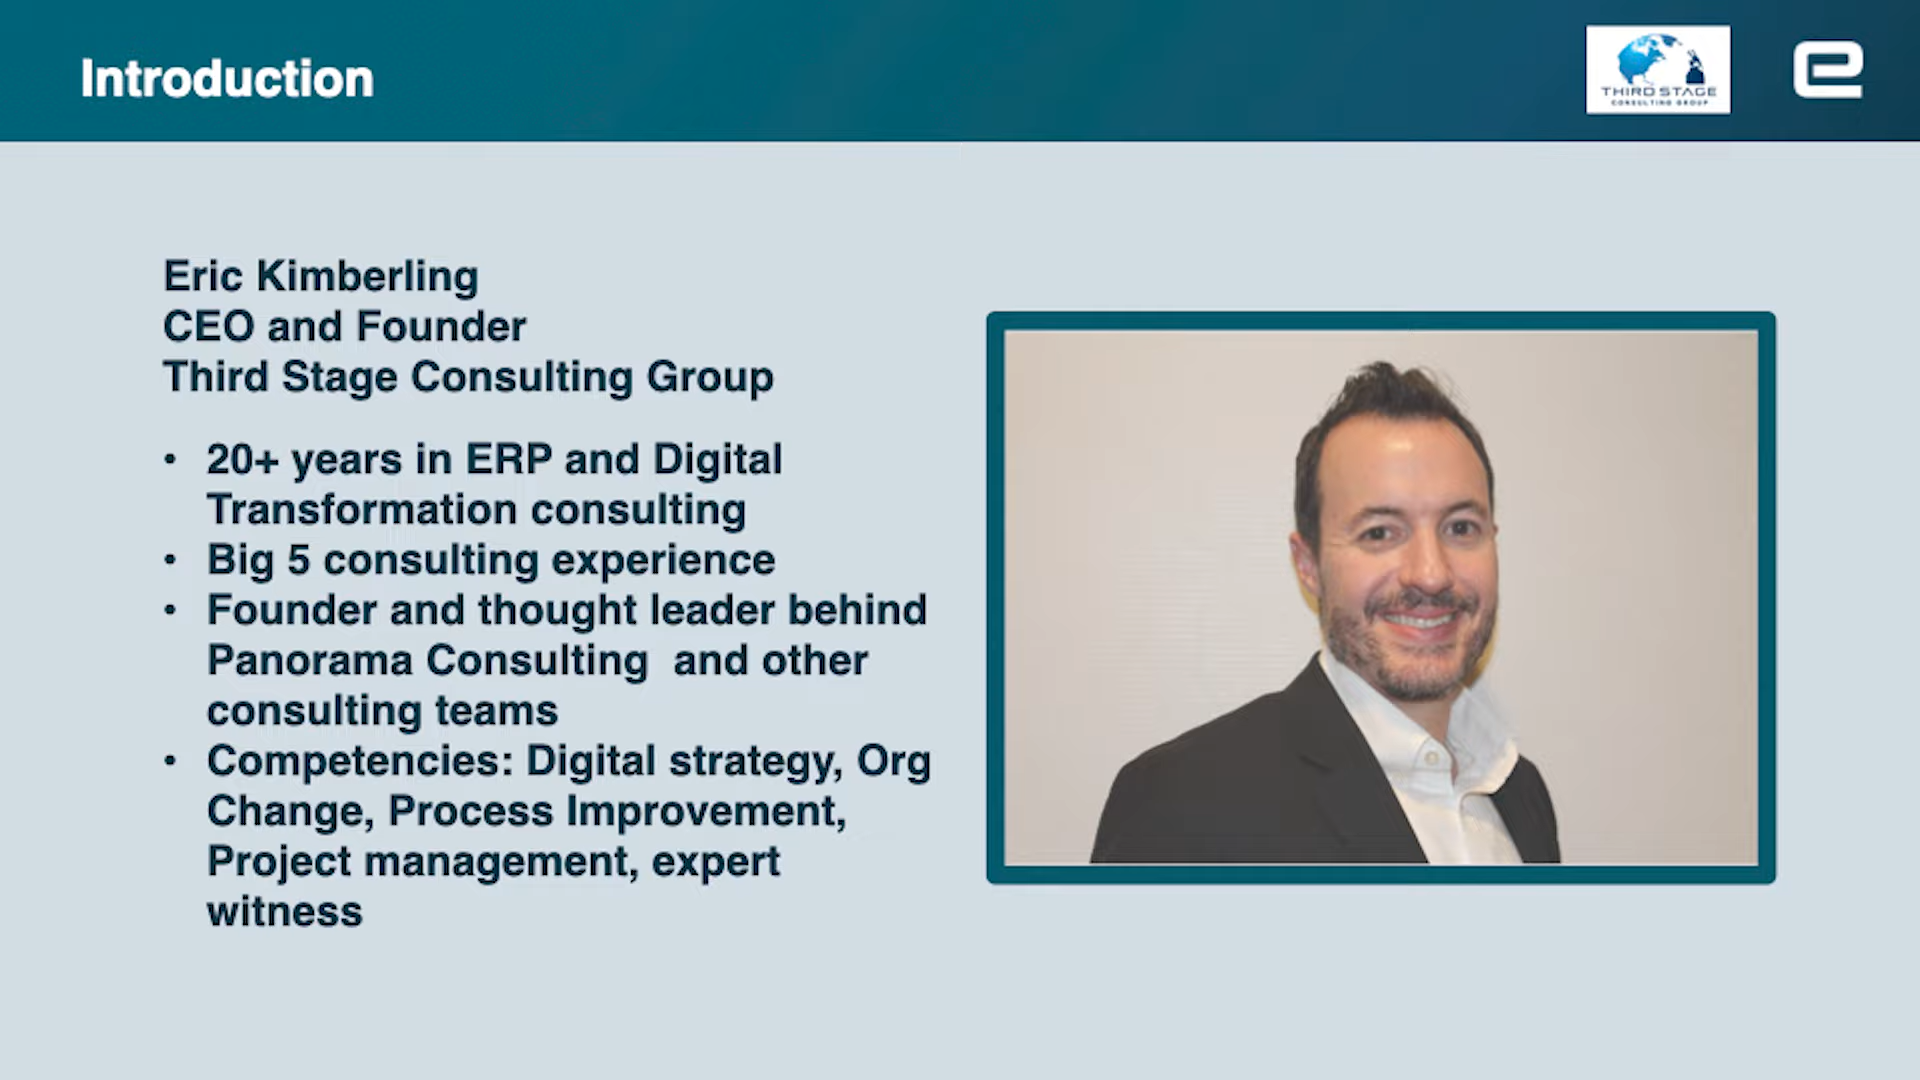 Introduction
THIRD STAGE
CONSULTING GROUP
e
Eric Kimberling
CEO and Founder
Third Stage Consulting Group
• 20+ years in ERP and Digital
Transformation consulting
• Big 5 consulting experience
• Founder and thought leader behind
Panorama Consulting  and other
consulting teams
• Competencies: Digital strategy, Org
Change, Process Improvement,
Project management, expert
witness